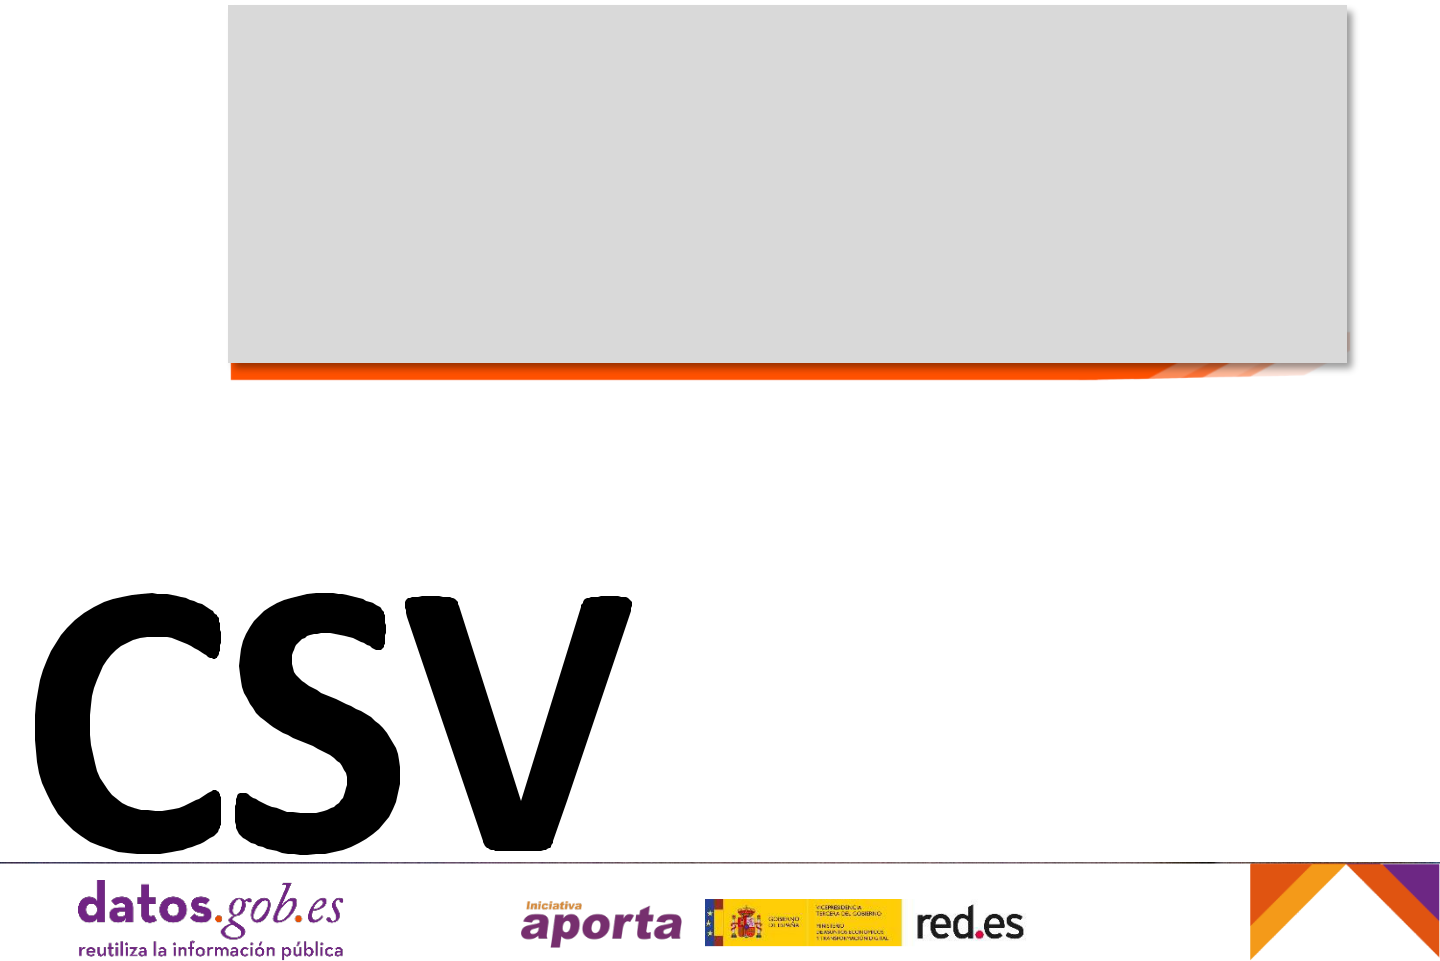 CSV
datos.gob.es
reutiliza la información pública
Iniciativa
aporta
GOBIERNO
DE ESPAÑA
VICEPRESIDENCIA
TERCERA DEL GOBIERNO
MINISTERIO
DE ASUNTOS ECONÓMICOS
Y TRANSFORMACIÓN DIGITAL
red.es